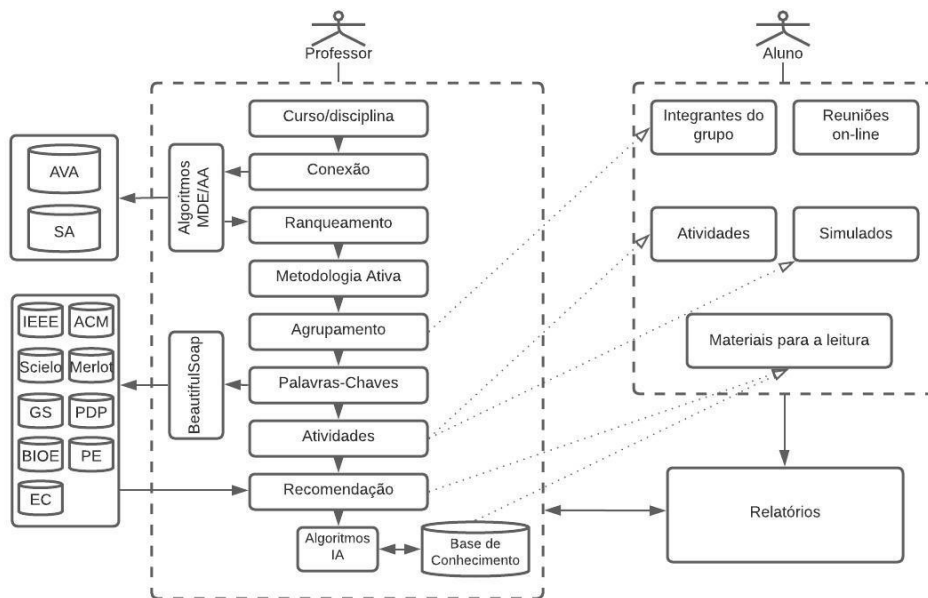 Professor
Aluno
Curso/disciplina
Conexão
Ranqueamento
Metodologia Ativa
Agrupamento
Palavras-Chaves
Atividades
Recomendação
Algoritmos
IA
Base de
Conhecimento
Algoritmos
MDE/AA
BeautifulSoap
AVA
SA
IEEE
ACM
Scielo
Merlot
GS
PDP
BIOE
PE
EC
Integrantes do
grupo
Reuniões
on-line
Atividades
Simulados
Materiais para a leitura
Relatórios